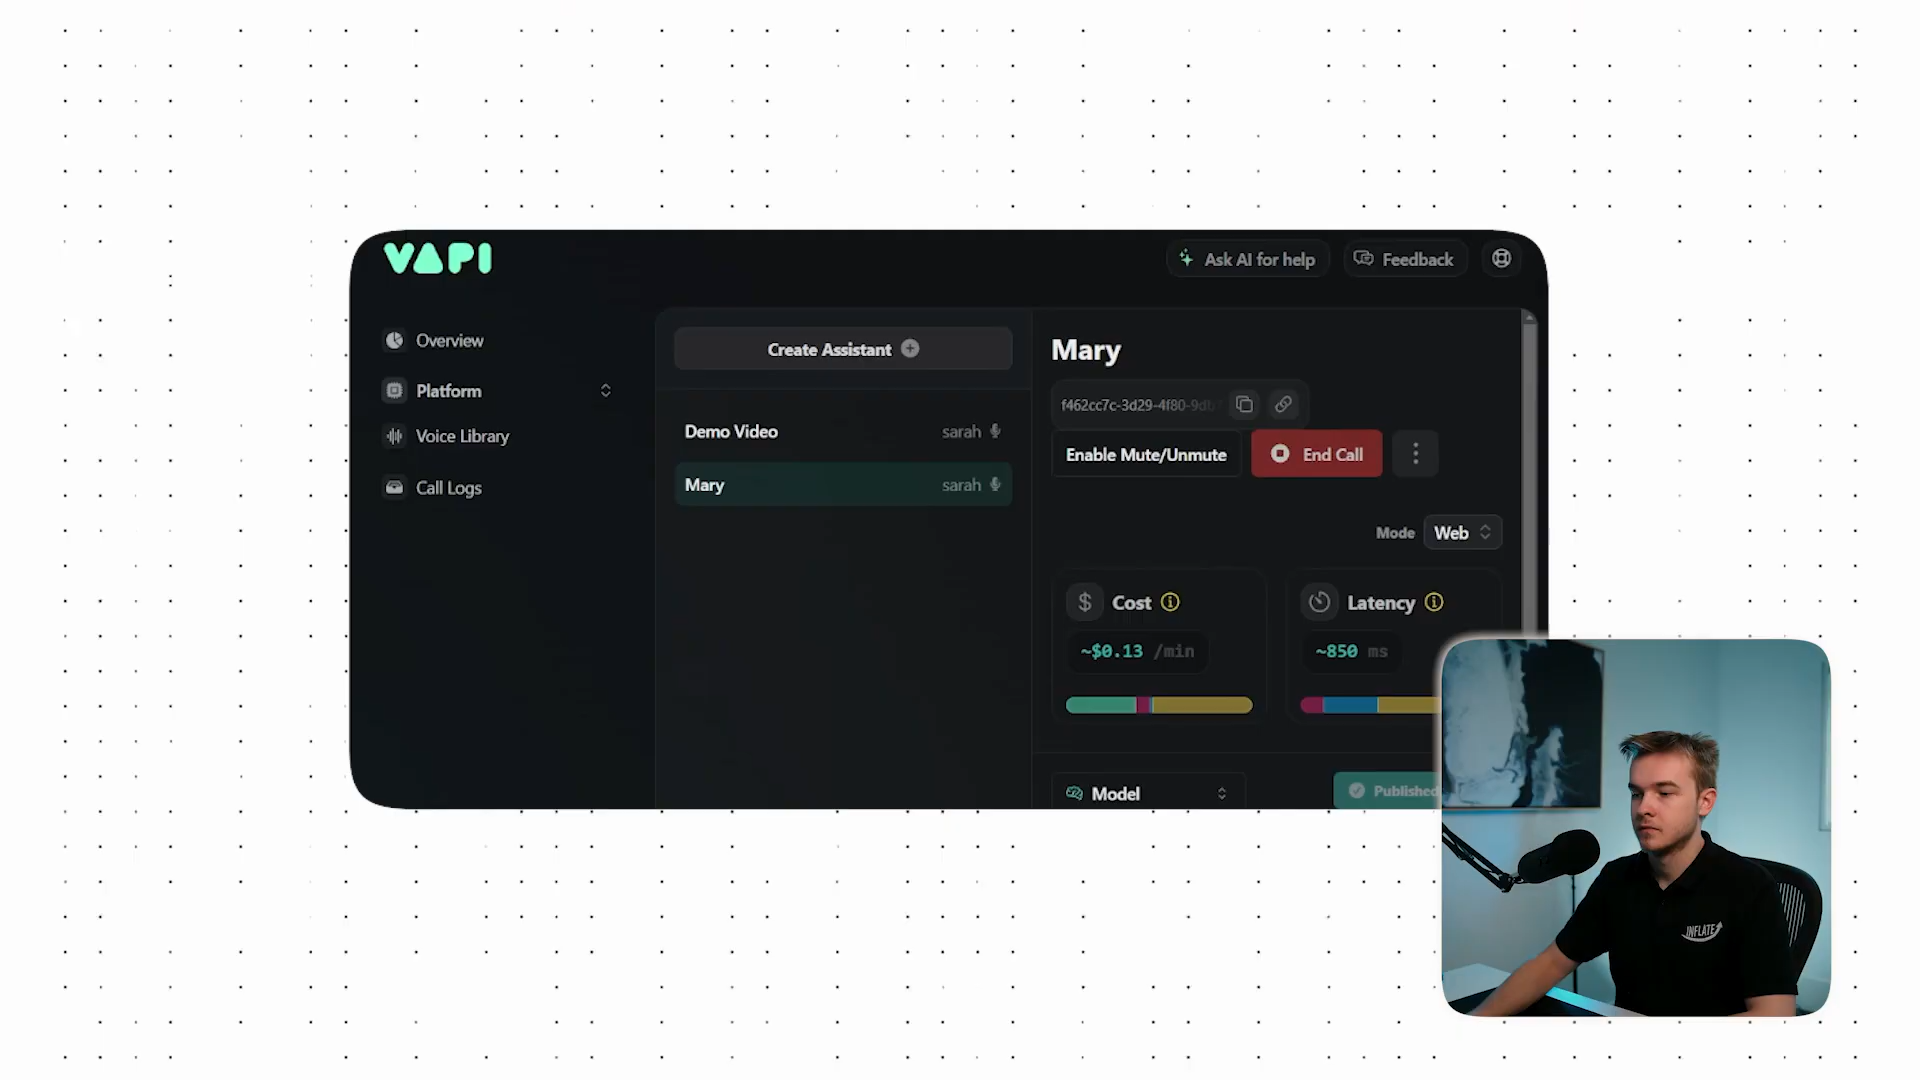 VAPI
Ask AI for help
Feedback
Overview
Platform
Voice Library
Call Logs
Create Assistant
Demo Video sarah
Mary sarah
Mary
f462cc7c-3d29-4f80-9db
Enable Mute/Unmute
End Call
Mode Web
Cost
~$0.13 /min
Latency
~850 ms
Model
Published
INFLATE